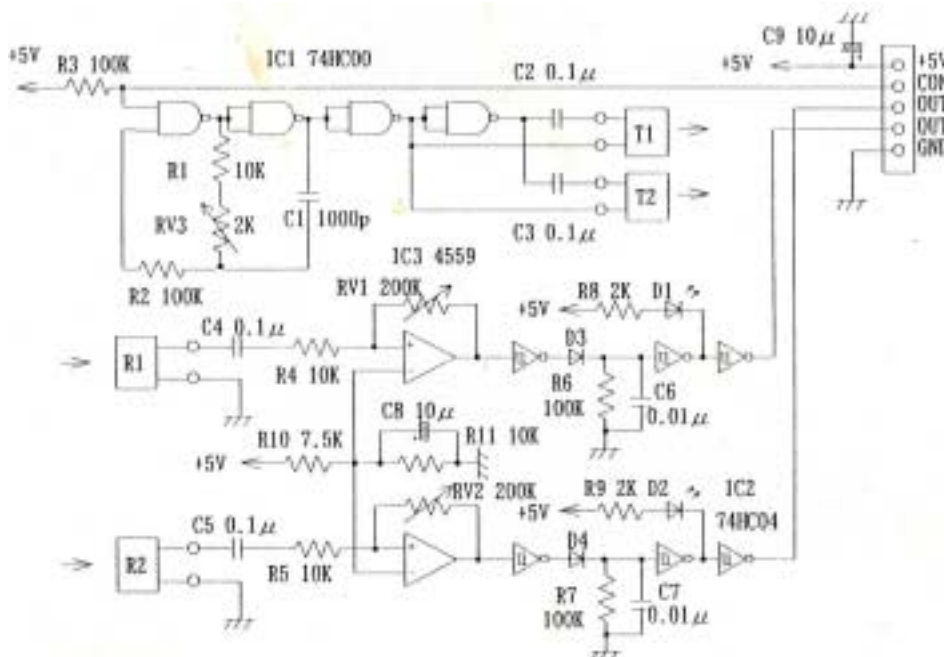 +5V
R3 100K
IC1 74HC00
C2 0.1μ
C9 10μ
+5V
+5V
CON
OUT
OUT
GND
T1
R1
10K
C1 1000p
RV3
2K
T2
C3 0.1μ
R2 100K
IC3 4559
RV1 200K
R8 2K
D1
+5V
C4 0.1μ
D3
R1
R4 10K
R6
100K
C6
0.01μ
C8 10μ
R10 7.5K
R11 10K
+5V
RV2 200K
R9 2K
D2
IC2
74HC04
+5V
C5 0.1μ
D4
R2
R5 10K
R7
100K
C7
0.01μ